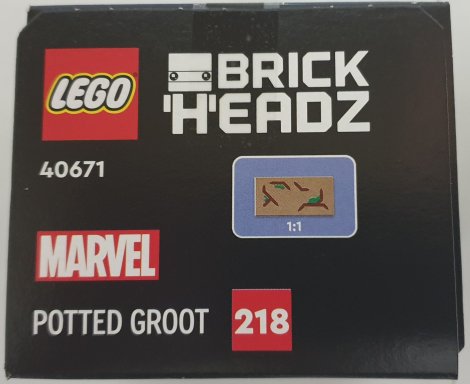 LEGO
BRICK
HEADZ
40671
1:1
MARVEL
POTTED GROOT 218